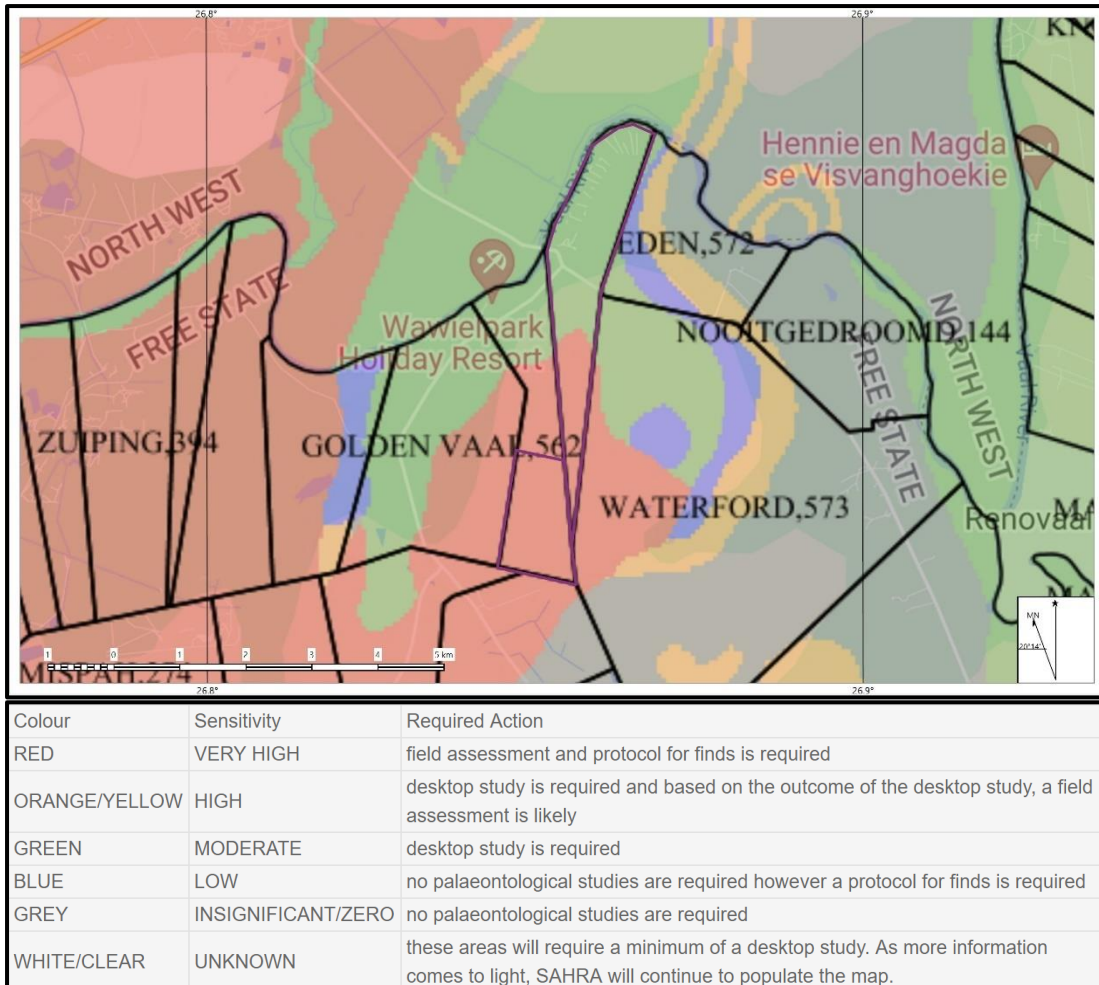 26.8°
26.9°
Hennie en Magda
se Visvanghoekie
NORTH WEST
Vaal River
EDEN,572
FREE STATE
Wawielpark
Holiday Resort
NOOITGEDROOMD,144
NORTH WEST
FREE STATE
Vaal River
ZUIPING,394
GOLDEN VAAL,562
WATERFORD,573
Renovaal
MA
MA
MISPAH,274
1 0 1 2 3 4 5 km
MN
20°14'
26.8°
26.9°
Colour Sensitivity Required Action
RED VERY HIGH field assessment and protocol for finds is required
ORANGE/YELLOW HIGH desktop study is required and based on the outcome of the desktop study, a field
assessment is likely
GREEN MODERATE desktop study is required
BLUE LOW no palaeontological studies are required however a protocol for finds is required
GREY INSIGNIFICANT/ZERO no palaeontological studies are required
WHITE/CLEAR UNKNOWN these areas will require a minimum of a desktop study. As more information
comes to light, SAHRA will continue to populate the map.